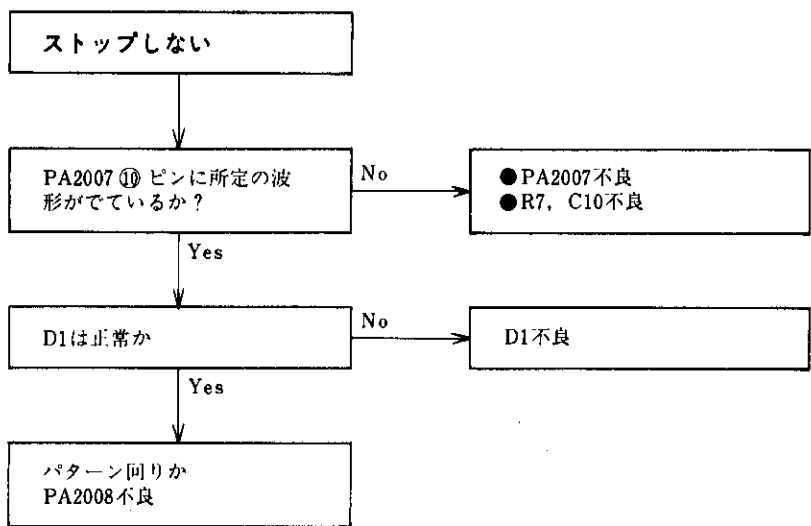 ストップしない
PA2007 ⑩ ピンに所定の波
形がでているか？
No
●PA2007不良
●R7, C10不良
Yes
D1は正常か
No
D1不良
Yes
パターン回りか
PA2008不良